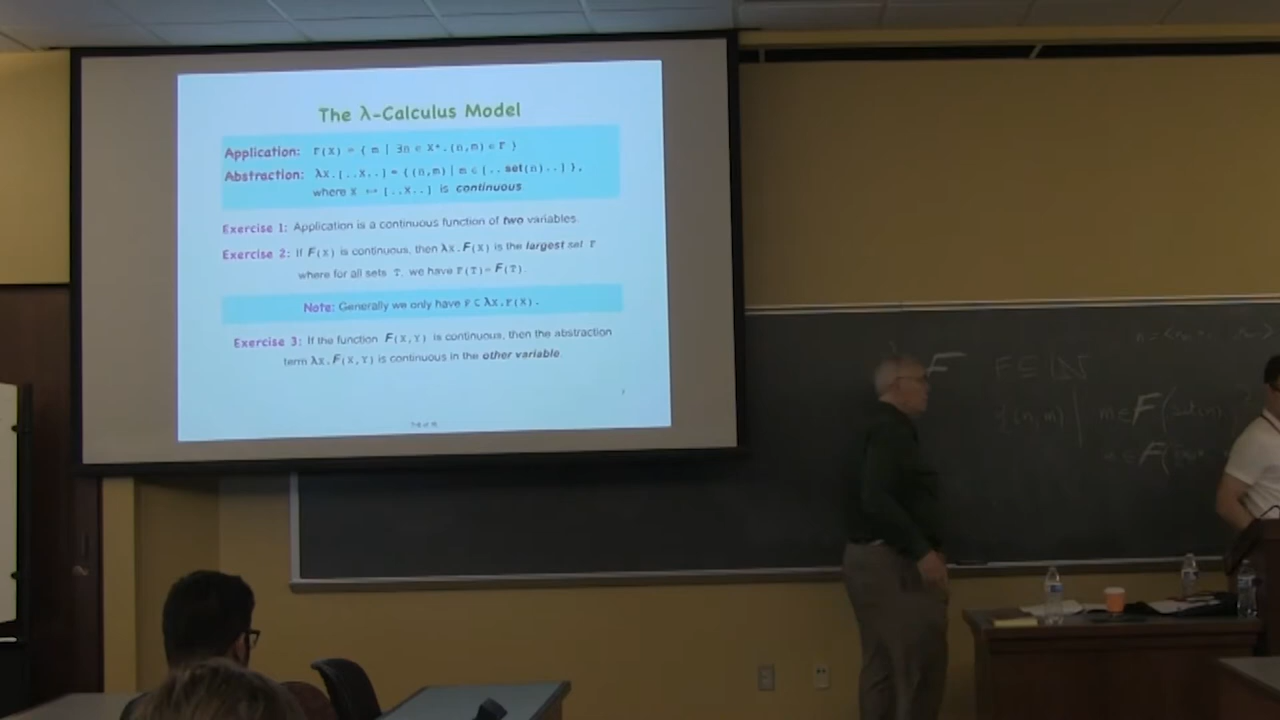 The λ-Calculus Model
Application: F(X) = { m | ∃n ∈ X*.(n,m) ∈ F }
Abstraction: λX.[..X..] = {(n,m) | m ∈ [.. set(n)..] },
where X ↦ [..X..] is continuous
Exercise 1: Application is a continuous function of two variables.
Exercise 2: If F(X) is continuous, then λX.F(X) is the largest set F
where for all sets T, we have F(T) = F(T).
Note: Generally we only have F ⊆ λX.F(X).
Exercise 3: If the function F(X,Y) is continuous, then the abstraction
term λX.F(X,Y) is continuous in the other variable.
F F ⊆ ℕ
(n,m) | m ∈ F(set(n)